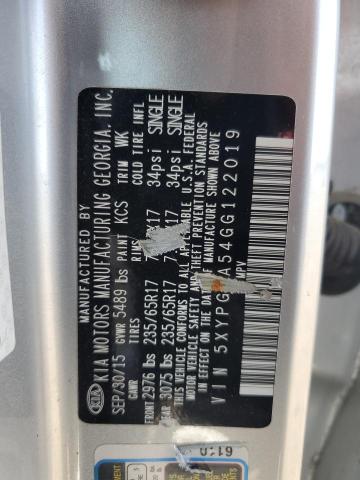 MANUFACTURED BY
KIA KIA MOTORS MANUFACTURING GEORGIA, INC.
SEP/30/15 GVWR 5489 lbs PAINT KCS TRIM WK
TIRES RIMS COLD TIRE INFL
FRONT 2976 lbs 235/65R17 34psi SINGLE
REAR 3075 lbs 235/65R17 34psi SINGLE
THIS VEHICLE CONFORMS TO ALL APPLICABLE U.S.A. FEDERAL
MOTOR VEHICLE SAFETY AND THEFT PREVENTION STANDARDS
IN EFFECT ON THE DATE OF MANUFACTURE SHOWN ABOVE
VIN 5XYPG A54GG122019
MPV